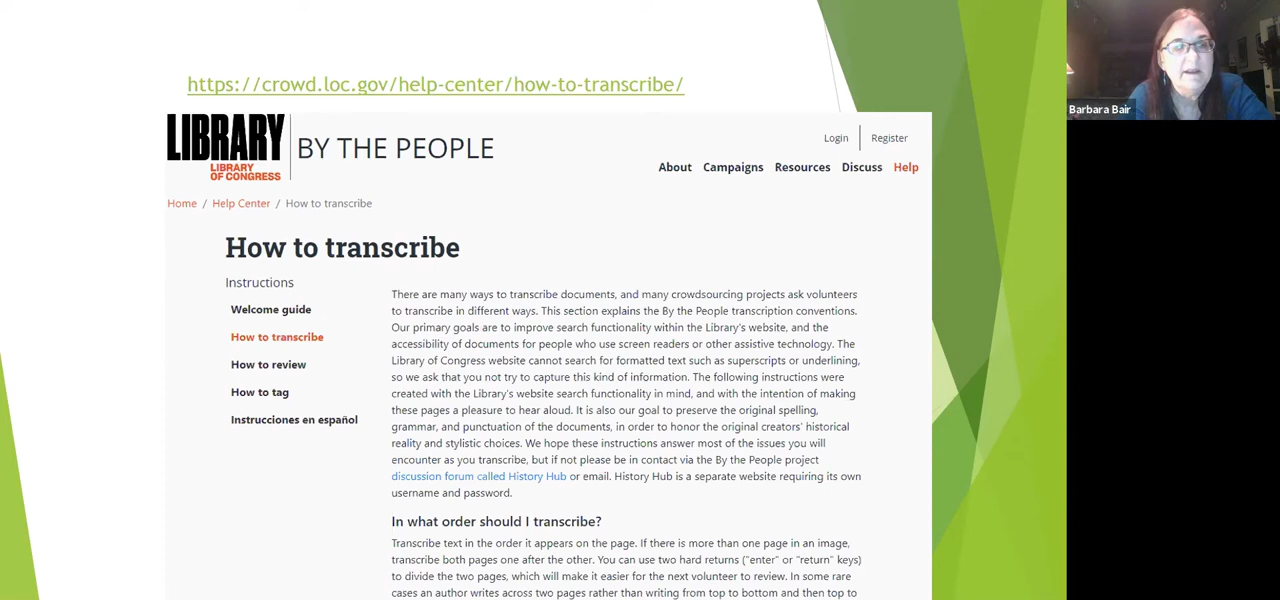 https://crowd.loc.gov/help-center/how-to-transcribe/
LIBRARY
LIBRARY
OF CONGRESS
BY THE PEOPLE
Login
Register
About
Campaigns
Resources
Discuss
Help
Home / Help Center / How to transcribe
How to transcribe
Instructions
Welcome guide
How to transcribe
How to review
How to tag
Instrucciones en español
There are many ways to transcribe documents, and many crowdsourcing projects ask volunteers
to transcribe in different ways. This section explains the By the People transcription conventions.
Our primary goals are to improve search functionality within the Library's website, and the
accessibility of documents for people who use screen readers or other assistive technology. The
Library of Congress website cannot search for formatted text such as superscripts or underlining,
so we ask that you not try to capture this kind of information. The following instructions were
created with the Library's website search functionality in mind, and with the intention of making
these pages a pleasure to hear aloud. It is also our goal to preserve the original spelling,
grammar, and punctuation of the documents, in order to honor the original creators' historical
reality and stylistic choices. We hope these instructions answer most of the issues you will
encounter as you transcribe, but if not please be in contact via the By the People project
discussion forum called History Hub or email. History Hub is a separate website requiring its own
username and password.
In what order should I transcribe?
Transcribe text in the order it appears on the page. If there is more than one page in an image,
transcribe both pages one after the other. You can use two hard returns ("enter" or "return" keys)
to divide the two pages, which will make it easier for the next volunteer to review. In some rare
cases an author writes across two pages rather than writing from top to bottom and then top to
Barbara Bair